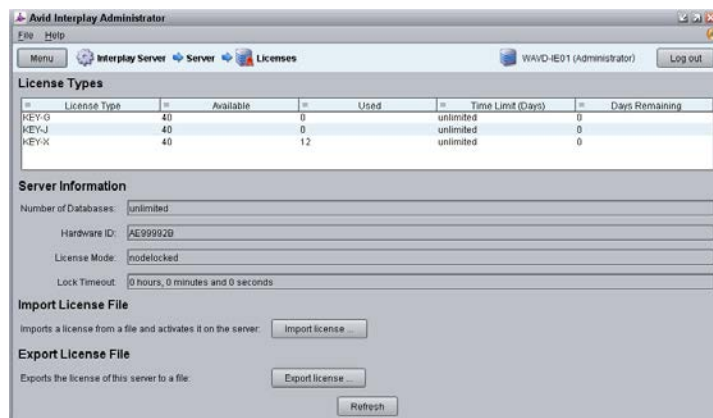 Avid Interplay Administrator
File Help
Menu Interplay Server Server Licenses WAVD-IE01 (Administrator) Log out
License Types
= License Type = Available = Used = Time Limit (Days) = Days Remaining
KEY-G 40 0 unlimited 0
KEY-J 40 0 unlimited 0
KEY-X 40 12 unlimited 0
Server Information
Number of Databases: unlimited
Hardware ID: AE99992B
License Mode: nodelocked
Lock Timeout: 0 hours, 0 minutes and 0 seconds
Import License File
Imports a license from a file and activates it on the server: Import license ...
Export License File
Exports the license of this server to a file: Export license ...
Refresh